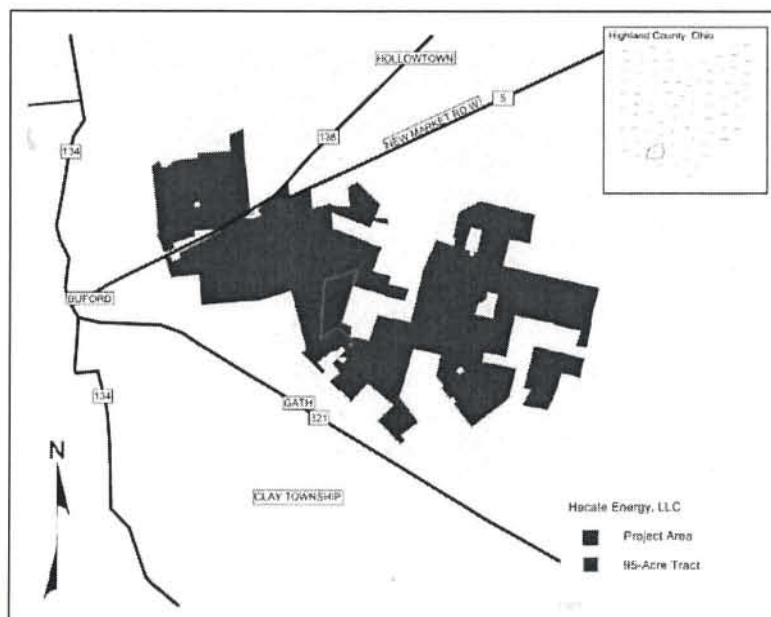 Highland County, Ohio
HOLLOWTOWN
5
NEW MARKET RD W
138
134
BUFORD
134
GATH
321
N
CLAY TOWNSHIP
Hecate Energy, LLC
Project Area
95-Acre Tract